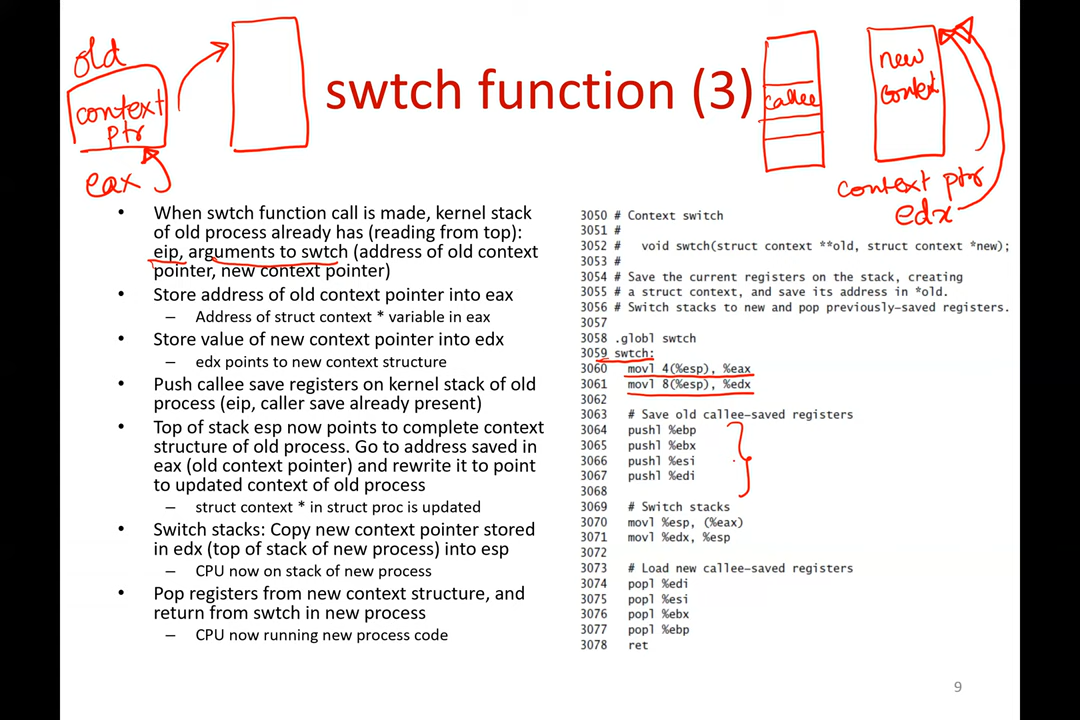 old
context
ptr
eax
swtch function (3)
callee
new
context
context ptr
edx
• When swtch function call is made, kernel stack
of old process already has (reading from top):
eip, arguments to swtch (address of old context
pointer, new context pointer)
• Store address of old context pointer into eax
– Address of struct context * variable in eax
• Store value of new context pointer into edx
– edx points to new context structure
• Push callee save registers on kernel stack of old
process (eip, caller save already present)
• Top of stack esp now points to complete context
structure of old process. Go to address saved in
eax (old context pointer) and rewrite it to point
to updated context of old process
– struct context * in struct proc is updated
• Switch stacks: Copy new context pointer stored
in edx (top of stack of new process) into esp
– CPU now on stack of new process
• Pop registers from new context structure, and
return from swtch in new process
– CPU now running new process code
3050 # Context switch
3051 #
3052 #   void swtch(struct context **old, struct context *new);
3053 #
3054 # Save the current registers on the stack, creating
3055 # a struct context, and save its address in *old.
3056 # Switch stacks to new and pop previously-saved registers.
3057
3058 .globl swtch
3059 swtch:
3060   movl 4(%esp), %eax
3061   movl 8(%esp), %edx
3062
3063   # Save old callee-saved registers
3064   pushl %ebp
3065   pushl %ebx
3066   pushl %esi
3067   pushl %edi
3068
3069   # Switch stacks
3070   movl %esp, (%eax)
3071   movl %edx, %esp
3072
3073   # Load new callee-saved registers
3074   popl %edi
3075   popl %esi
3076   popl %ebx
3077   popl %ebp
3078   ret
9